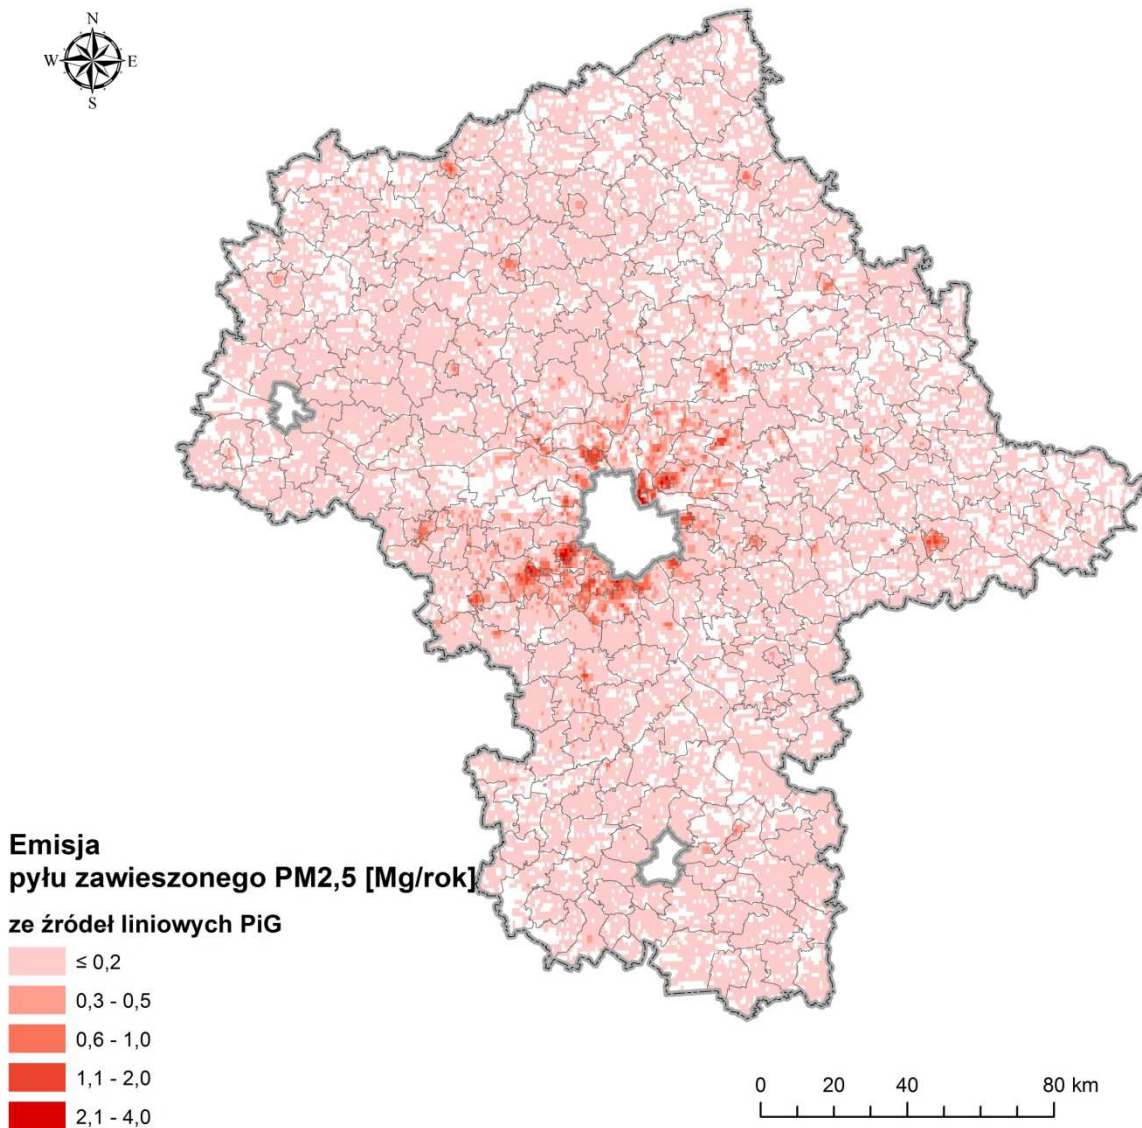 N
W E
S
Emisja
pyłu zawieszonego PM2,5 [Mg/rok]
ze źródeł liniowych PiG
≤ 0,2
0,3 - 0,5
0,6 - 1,0
1,1 - 2,0
2,1 - 4,0
0 20 40 80 km